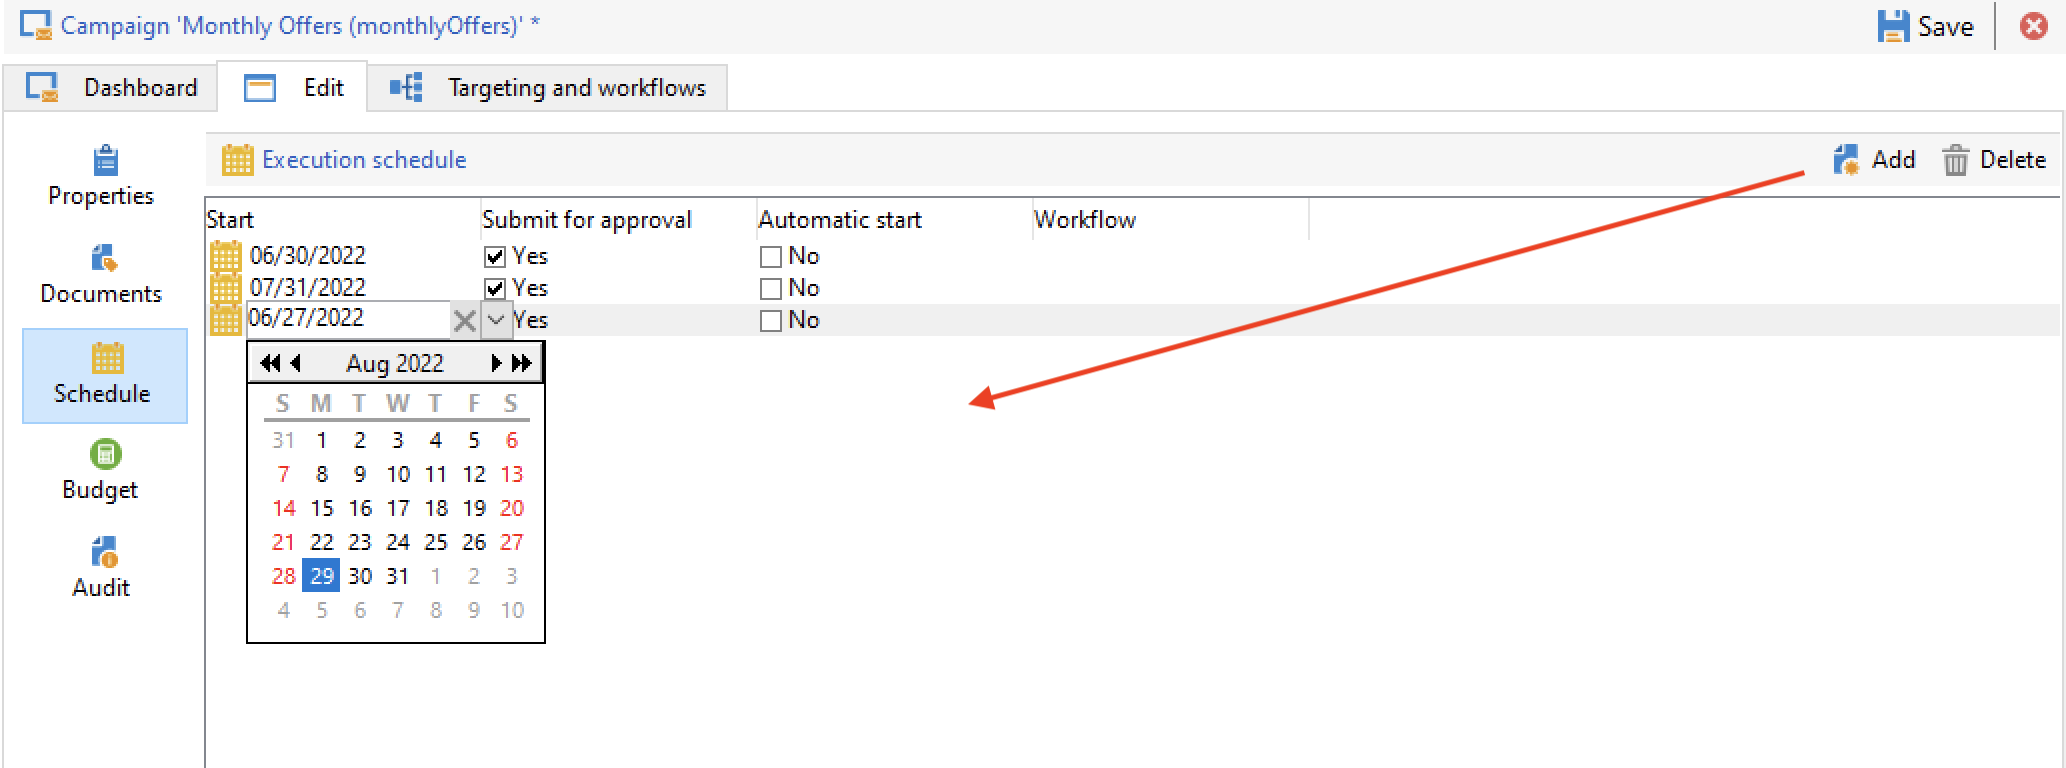 Campaign 'Monthly Offers (monthlyOffers)' *
Save
Dashboard
Edit
Targeting and workflows
Properties
Documents
Schedule
Budget
Audit
Execution schedule
Add
Delete
Start Submit for approval Automatic start Workflow
06/30/2022 Yes No
07/31/2022 Yes No
06/27/2022 Yes No
Aug 2022
S M T W T F S
31 1 2 3 4 5 6
7 8 9 10 11 12 13
14 15 16 17 18 19 20
21 22 23 24 25 26 27
28 29 30 31 1 2 3
4 5 6 7 8 9 10